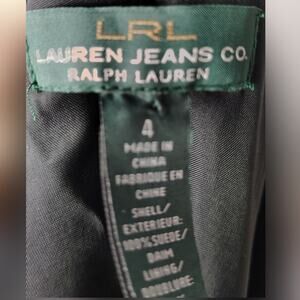 LRL
LAUREN JEANS CO.
RALPH LAUREN
4
MADE IN
CHINA
FABRIQUE EN
CHINE
SHELL/
EXTERIEUR:
100% SUEDE/
DAIM
LINING/
DOUBLURE: